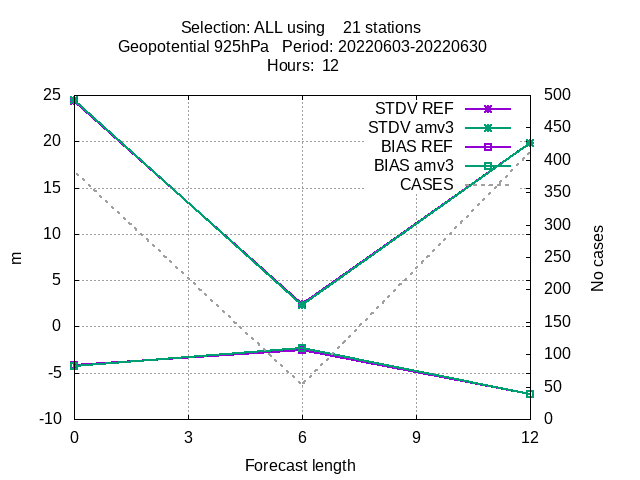 Selection: ALL using 21 stations
Geopotential 925hPa Period: 20220603-20220630
Hours: 12
25
20
15
10
5
0
-5
-10
500
450
400
350
300
250
200
150
100
50
0
STDV REF
STDV amv3
BIAS REF
BIAS amv3
CASES
m
No cases
0 3 6 9 12
Forecast length